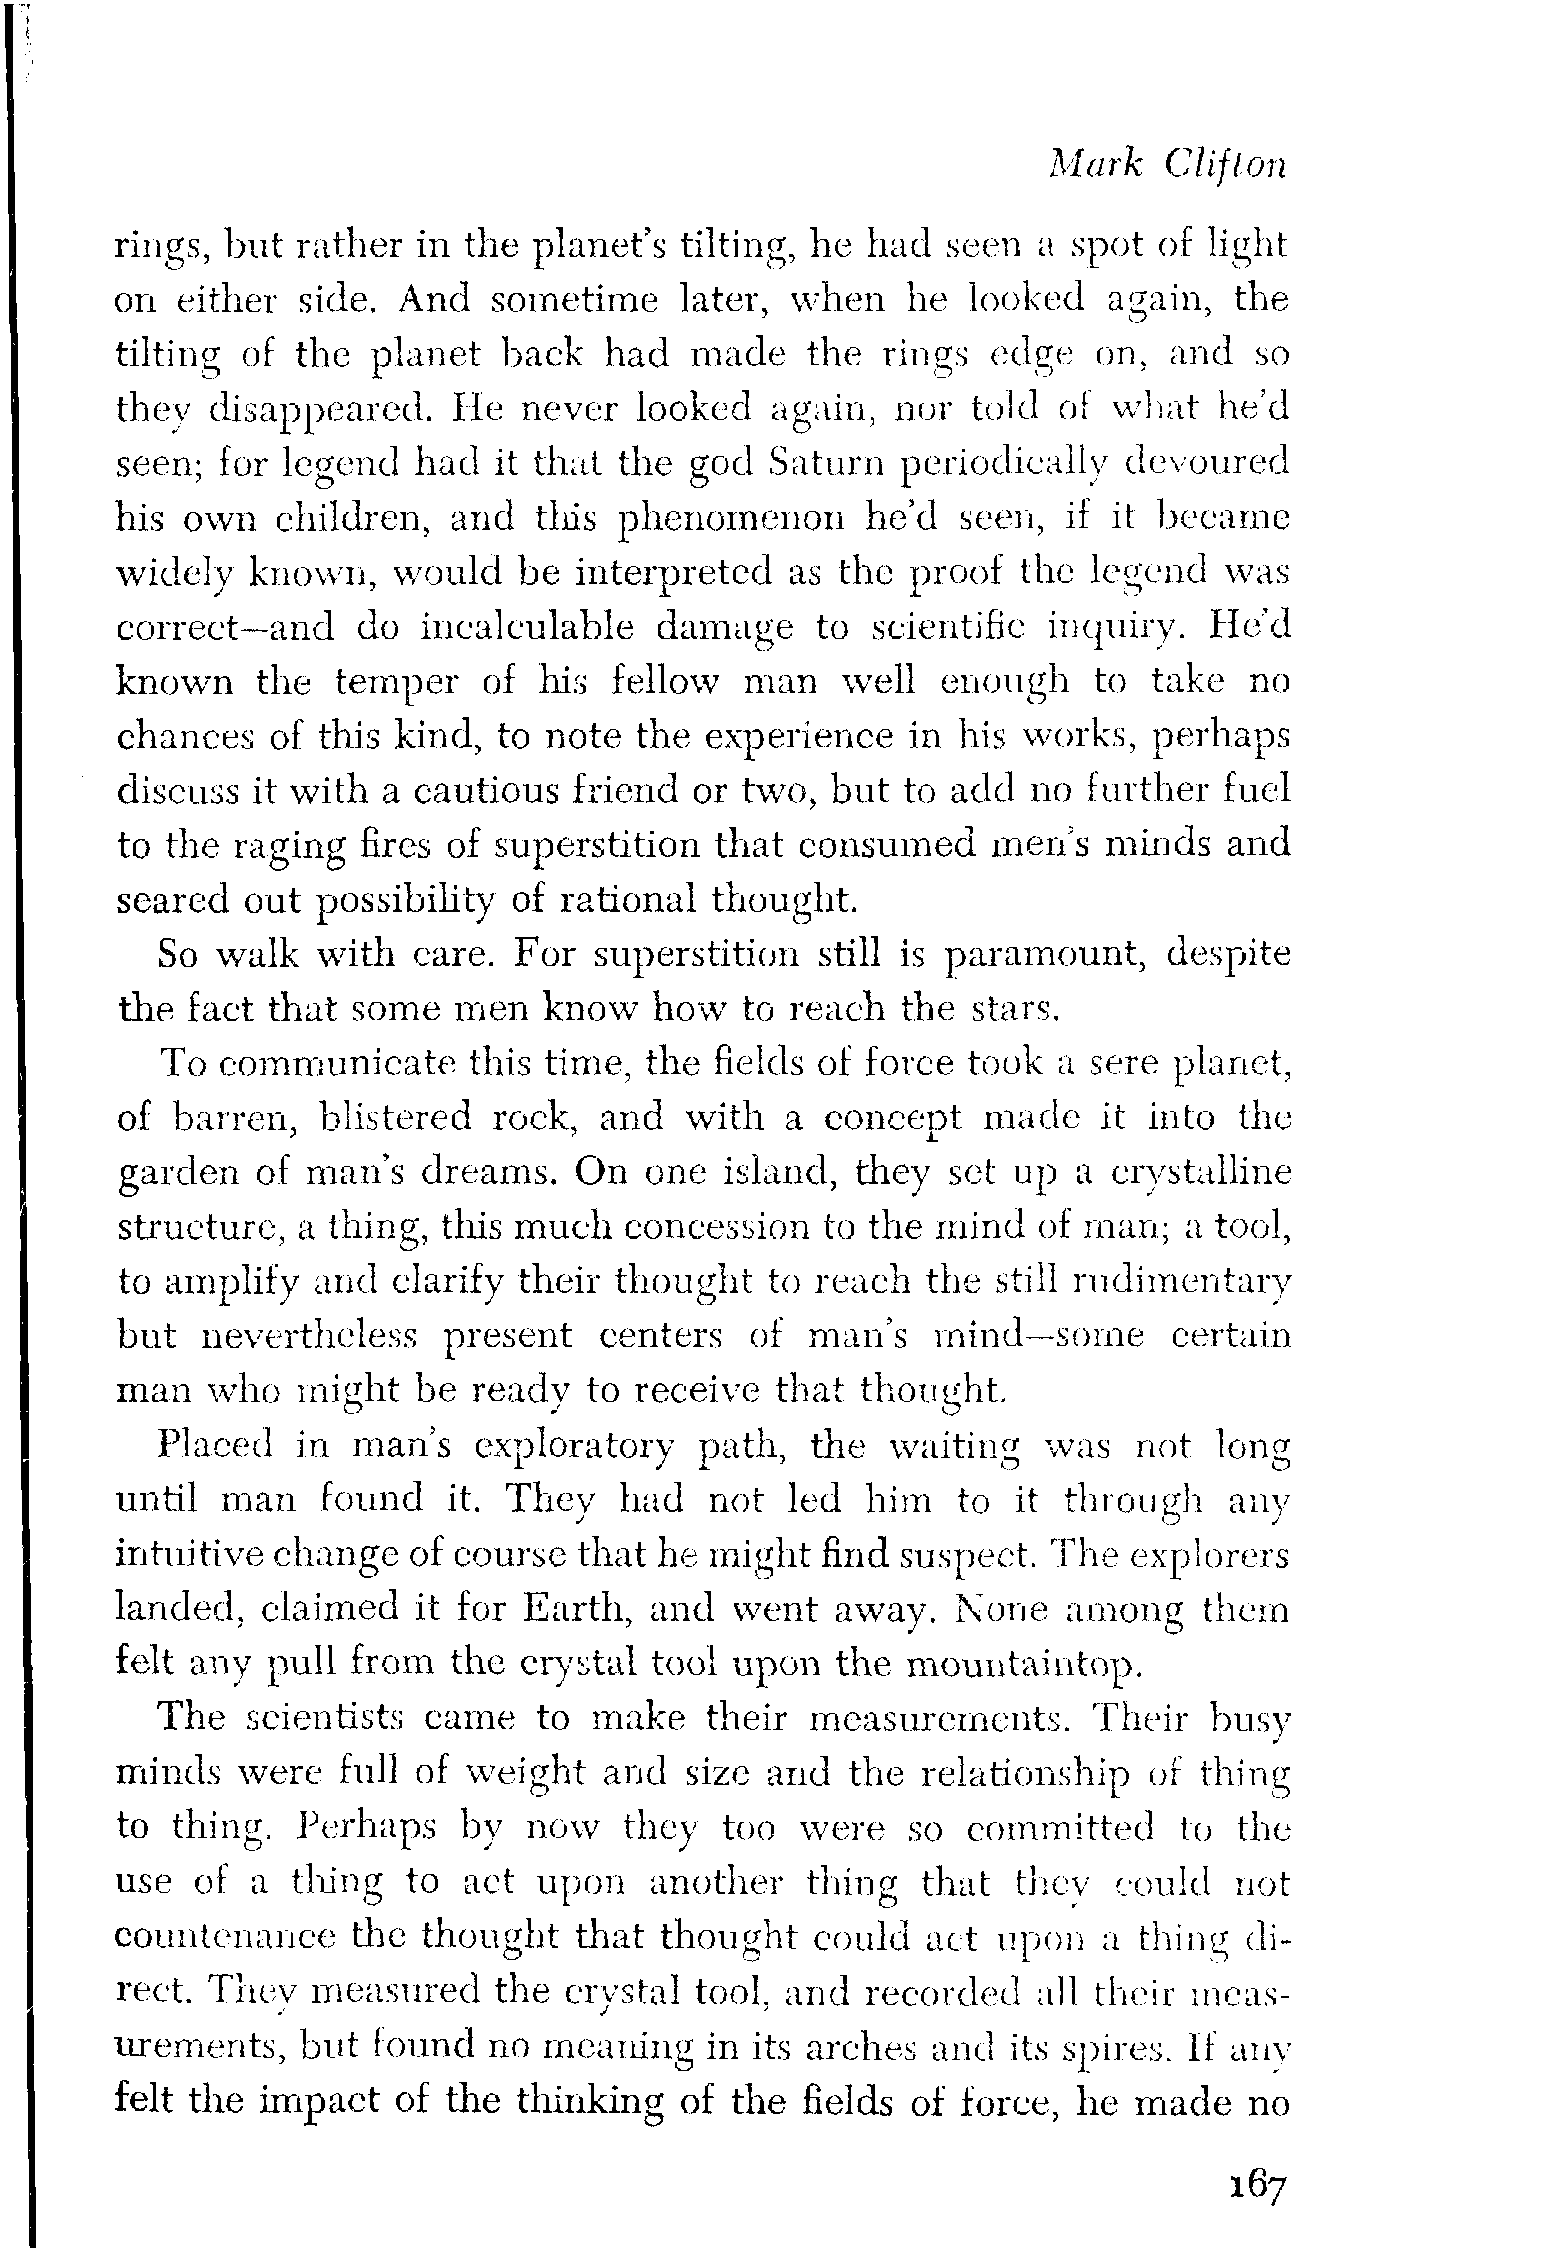 Mark Clifton
rings, but rather in the planet's tilting, he had seen a spot of light
on either side. And sometime later, when he looked again, the
tilting of the planet back had made the rings edge on, and so
they disappeared. He never looked again, nor told of what he'd
seen; for legend had it that the god Saturn periodically devoured
his own children, and this phenomenon he'd seen, if it became
widely known, would be interpreted as the proof the legend was
correct—and do incalculable damage to scientific inquiry. He'd
known the temper of his fellow man well enough to take no
chances of this kind, to note the experience in his works, perhaps
discuss it with a cautious friend or two, but to add no further fuel
to the raging fires of superstition that consumed men's minds and
seared out possibility of rational thought.
So walk with care. For superstition still is paramount, despite
the fact that some men know how to reach the stars.
To communicate this time, the fields of force took a sere planet,
of barren, blistered rock, and with a concept made it into the
garden of man's dreams. On one island, they set up a crystalline
structure, a thing, this much concession to the mind of man; a tool,
to amplify and clarify their thought to reach the still rudimentary
but nevertheless present centers of man's mind—some certain
man who might be ready to receive that thought.
Placed in man's exploratory path, the waiting was not long
until man found it. They had not led him to it through any
intuitive change of course that he might find suspect. The explorers
landed, claimed it for Earth, and went away. None among them
felt any pull from the crystal tool upon the mountaintop.
The scientists came to make their measurements. Their busy
minds were full of weight and size and the relationship of thing
to thing. Perhaps by now they too were so committed to the
use of a thing to act upon another thing that they could not
countenance the thought that thought could act upon a thing di-
rect. They measured the crystal tool, and recorded all their meas-
urements, but found no meaning in its arches and its spires. If any
felt the impact of the thinking of the fields of force, he made no
167